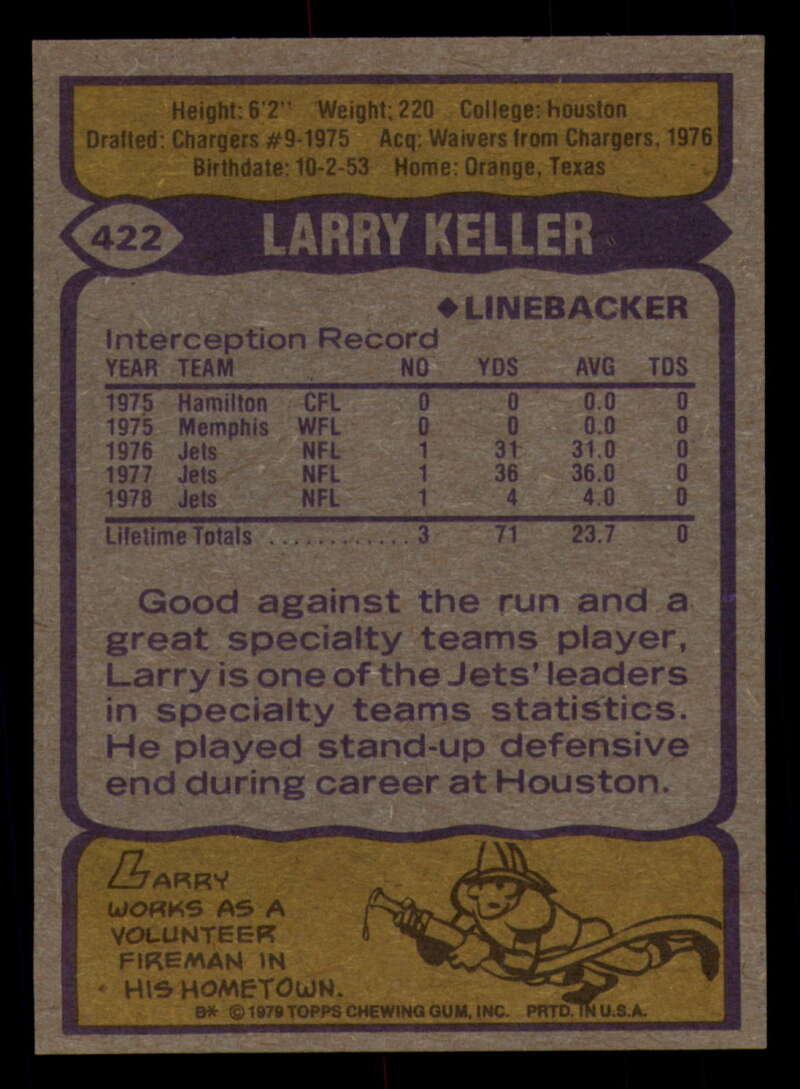 Height: 6'2" Weight: 220 College: houston
Drafted: Chargers #9-1975 Acq: Waivers from Chargers, 1976
Birthdate: 10-2-53 Home: Orange, Texas
422 LARRY KELLER
◆ LINEBACKER
Interception Record
YEAR TEAM NO YDS AVG TDS
1975 Hamilton CFL 0 0 0.0 0
1975 Memphis WFL 0 0 0.0 0
1976 Jets NFL 1 31 31.0 0
1977 Jets NFL 1 36 36.0 0
1978 Jets NFL 1 4 4.0 0
Lifetime Totals ............ 3 71 23.7 0
Good against the run and a
great specialty teams player,
Larry is one of the Jets' leaders
in specialty teams statistics.
He played stand-up defensive
end during career at Houston.
LARRY
WORKS AS A
VOLUNTEER
FIREMAN IN
HIS HOMETOWN.
B* © 1979 TOPPS CHEWING GUM, INC. PRTD. IN U.S.A.